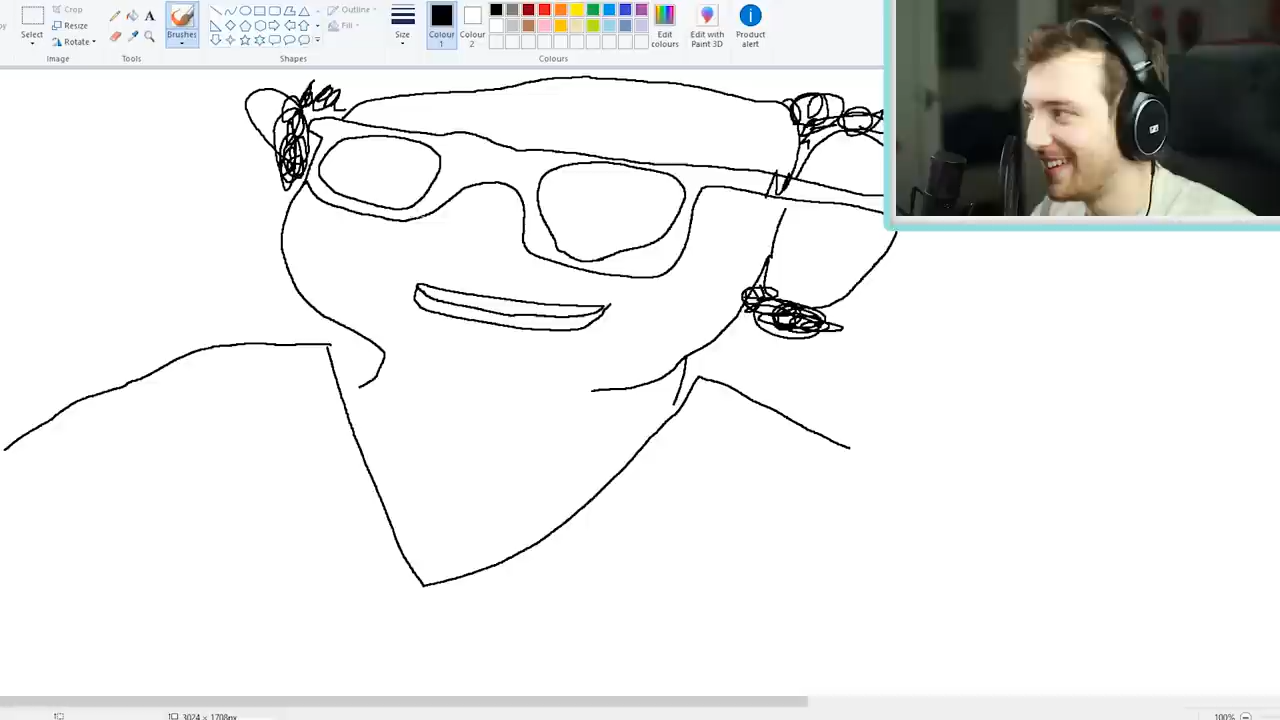 Crop
Resize
Rotate
Select
Image
A
Tools
Brushes
Shapes
Outline
Fill
Size
Colour
1
Colour
2
Edit
colours
Edit with
Paint 3D
Product
alert
Colours
3024 × 1708px
100%